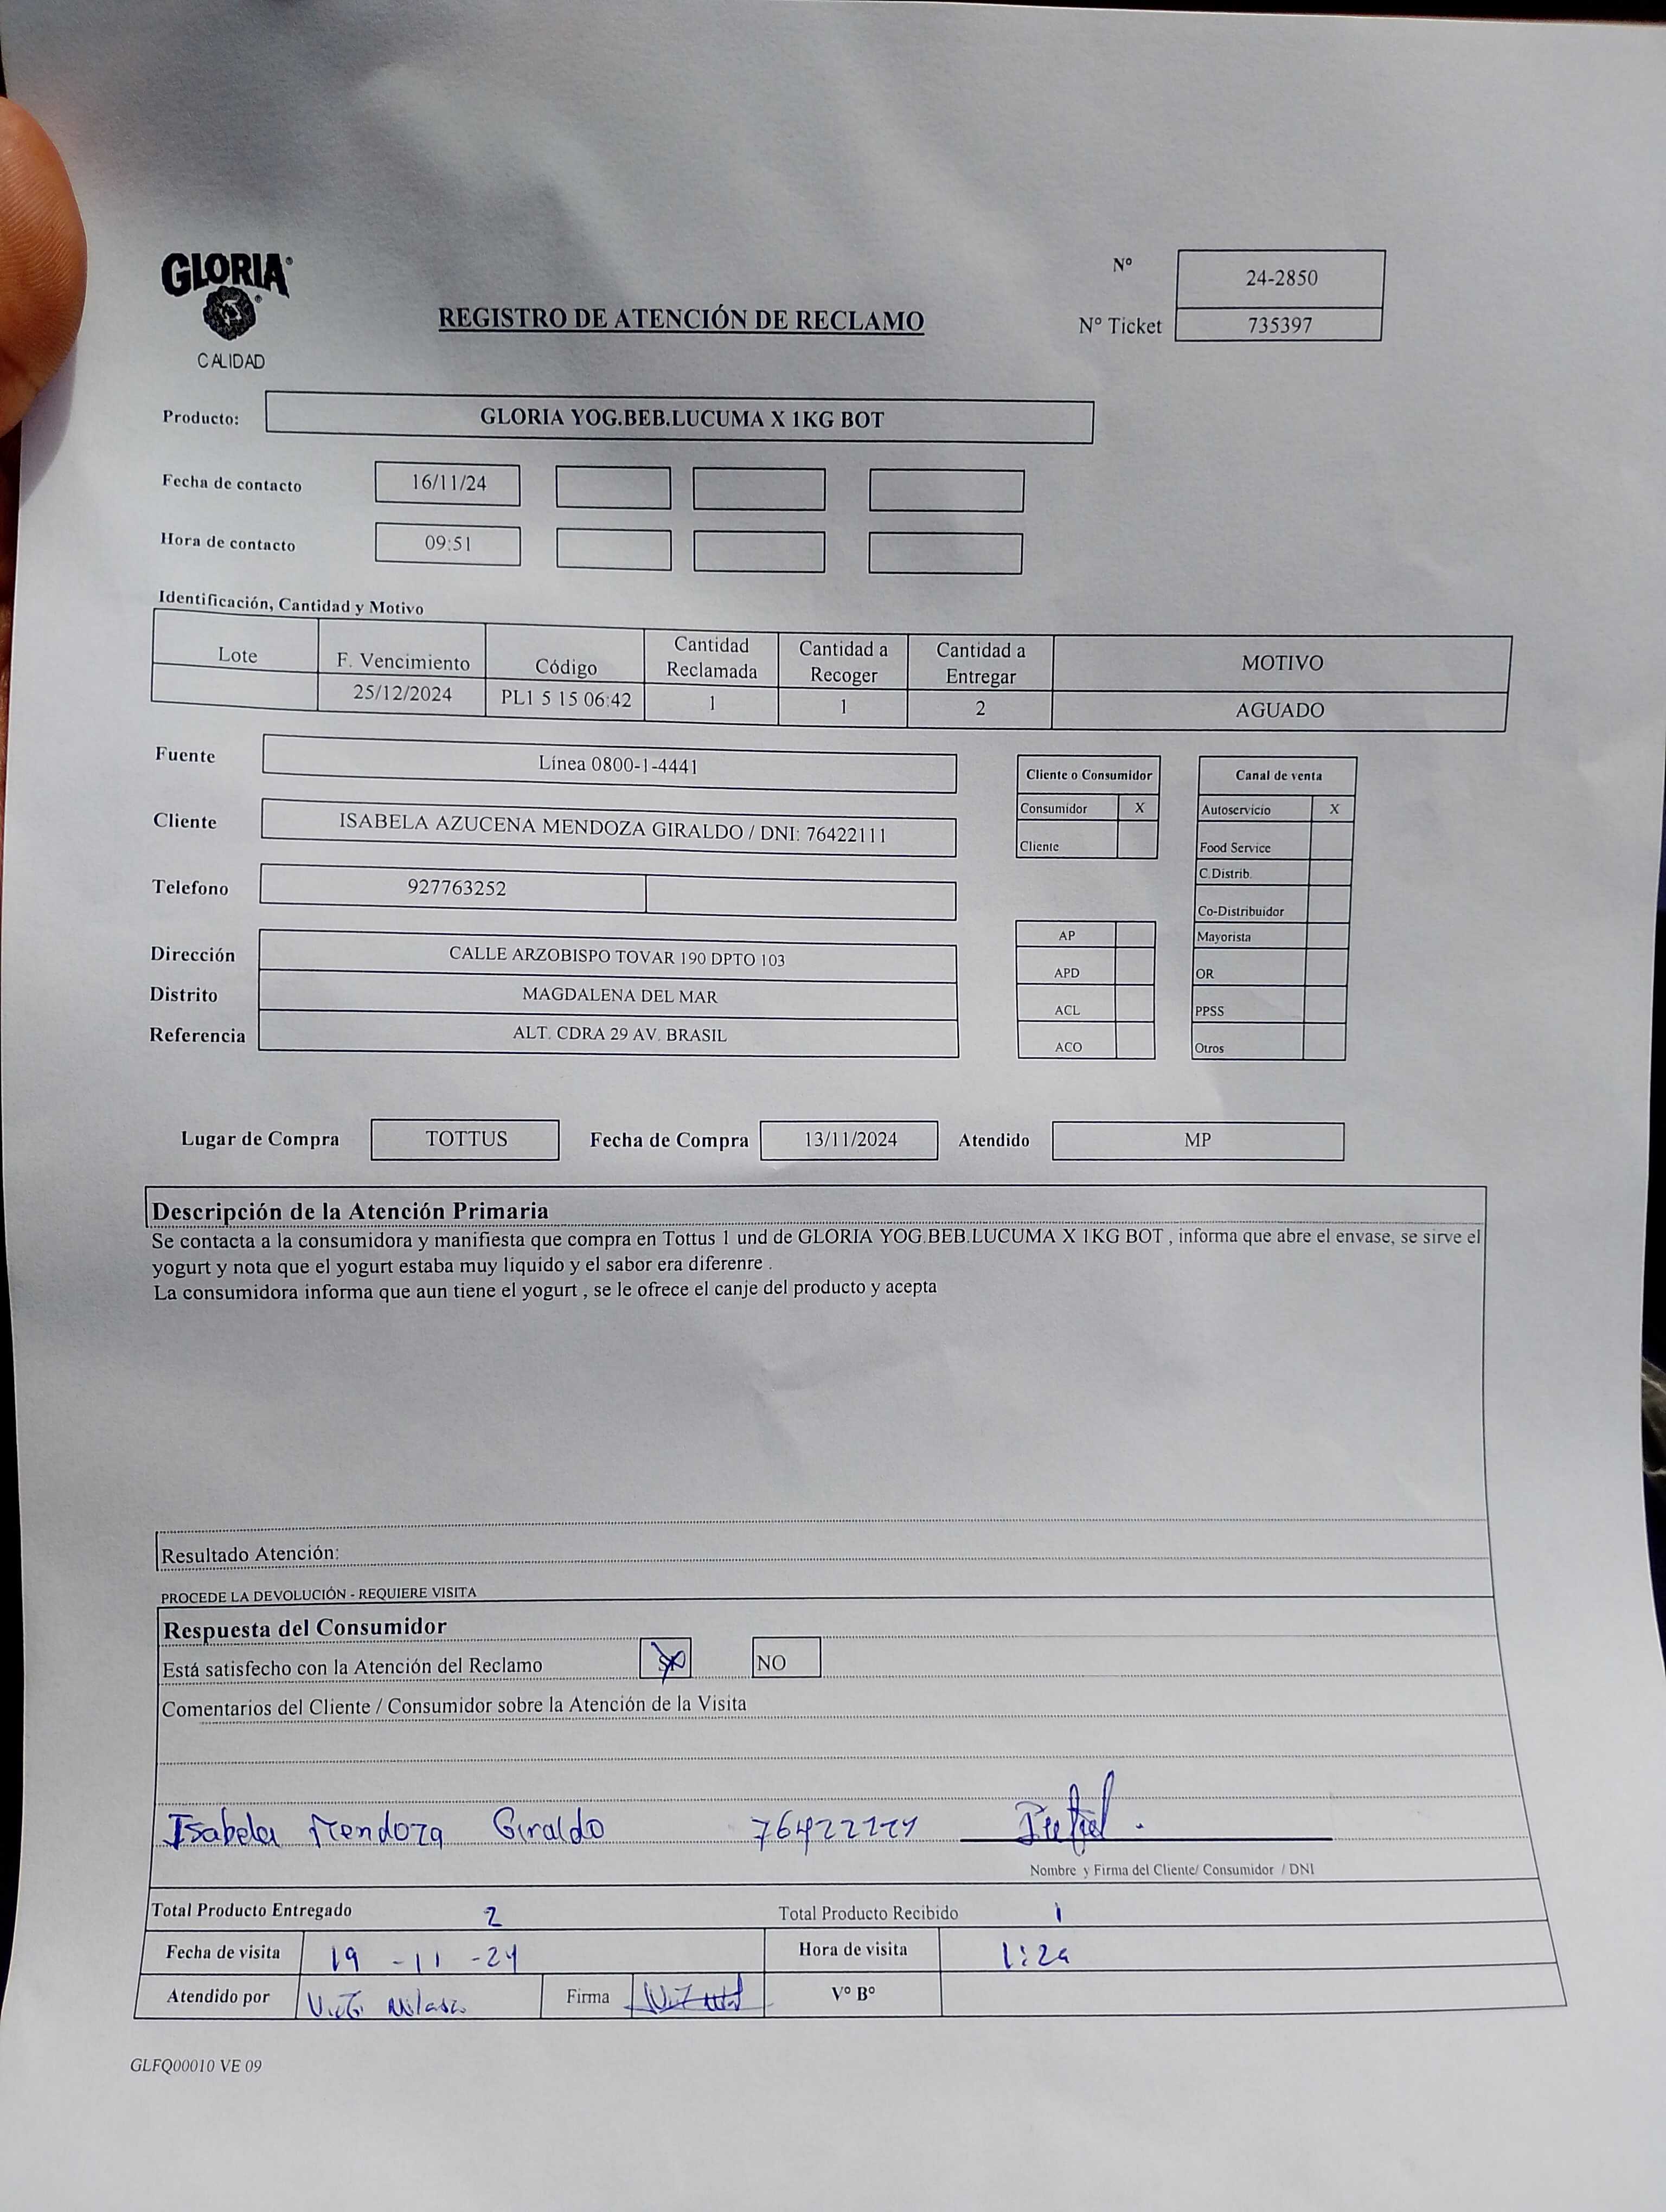 GLORIA
CALIDAD
REGISTRO DE ATENCIÓN DE RECLAMO
Nº 24-2850
Nº Ticket 735397
Producto: GLORIA YOG.BEB.LUCUMA X 1KG BOT
Fecha de contacto 16/11/24
Hora de contacto 09:51
Identificación, Cantidad y Motivo
Lote F. Vencimiento Código Cantidad Reclamada Cantidad a Recoger Cantidad a Entregar MOTIVO
25/12/2024 PL1 5 15 06:42 1 1 2 AGUADO
Fuente Línea 0800-1-4441
Cliente ISABELA AZUCENA MENDOZA GIRALDO / DNI: 76422111
Telefono 927763252
Dirección CALLE ARZOBISPO TOVAR 190 DPTO 103
Distrito MAGDALENA DEL MAR
Referencia ALT. CDRA 29 AV. BRASIL
Cliente o Consumidor
Consumidor X
Cliente
AP
APD
ACL
ACO
Canal de venta
Autoservicio X
Food Service
C.Distrib.
Co-Distribuidor
Mayorista
OR
PPSS
Otros
Lugar de Compra TOTTUS Fecha de Compra 13/11/2024 Atendido MP
Descripción de la Atención Primaria
Se contacta a la consumidora y manifiesta que compra en Tottus 1 und de GLORIA YOG.BEB.LUCUMA X 1KG BOT , informa que abre el envase, se sirve el
yogurt y nota que el yogurt estaba muy liquido y el sabor era diferenre .
La consumidora informa que aun tiene el yogurt , se le ofrece el canje del producto y acepta
Resultado Atención:
PROCEDE LA DEVOLUCIÓN - REQUIERE VISITA
Respuesta del Consumidor
Está satisfecho con la Atención del Reclamo NO
Comentarios del Cliente / Consumidor sobre la Atención de la Visita
Isabela Mendoza Giraldo 76422111
Nombre y Firma del Cliente/ Consumidor / DNI
Total Producto Entregado 2 Total Producto Recibido 1
Fecha de visita 19 -11 -24 Hora de visita
Atendido por Firma Vº Bº
GLFQ00010 VE 09